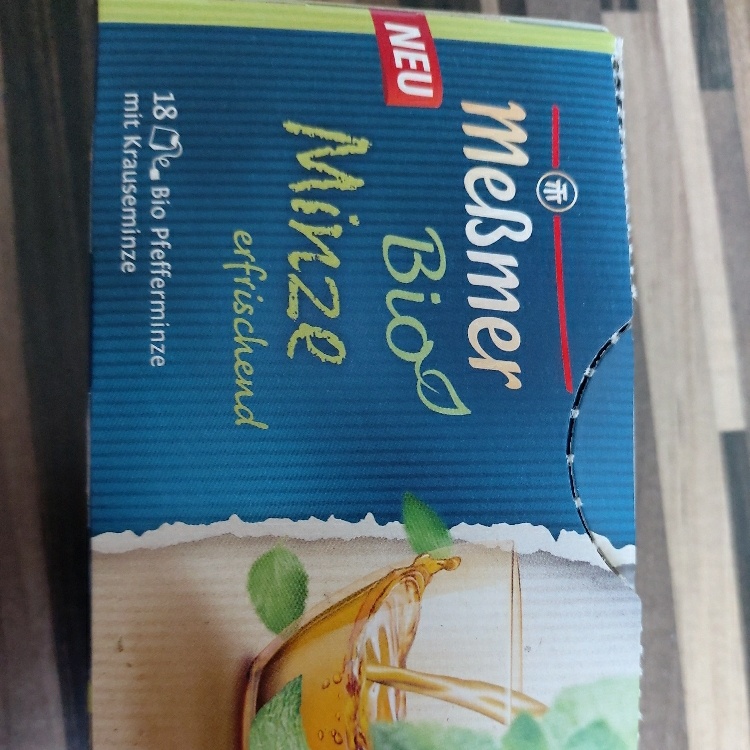 NEU
Meßmer
Bio
Minze
erfrischend
18 Bio Pfefferminze
mit Krauseminze